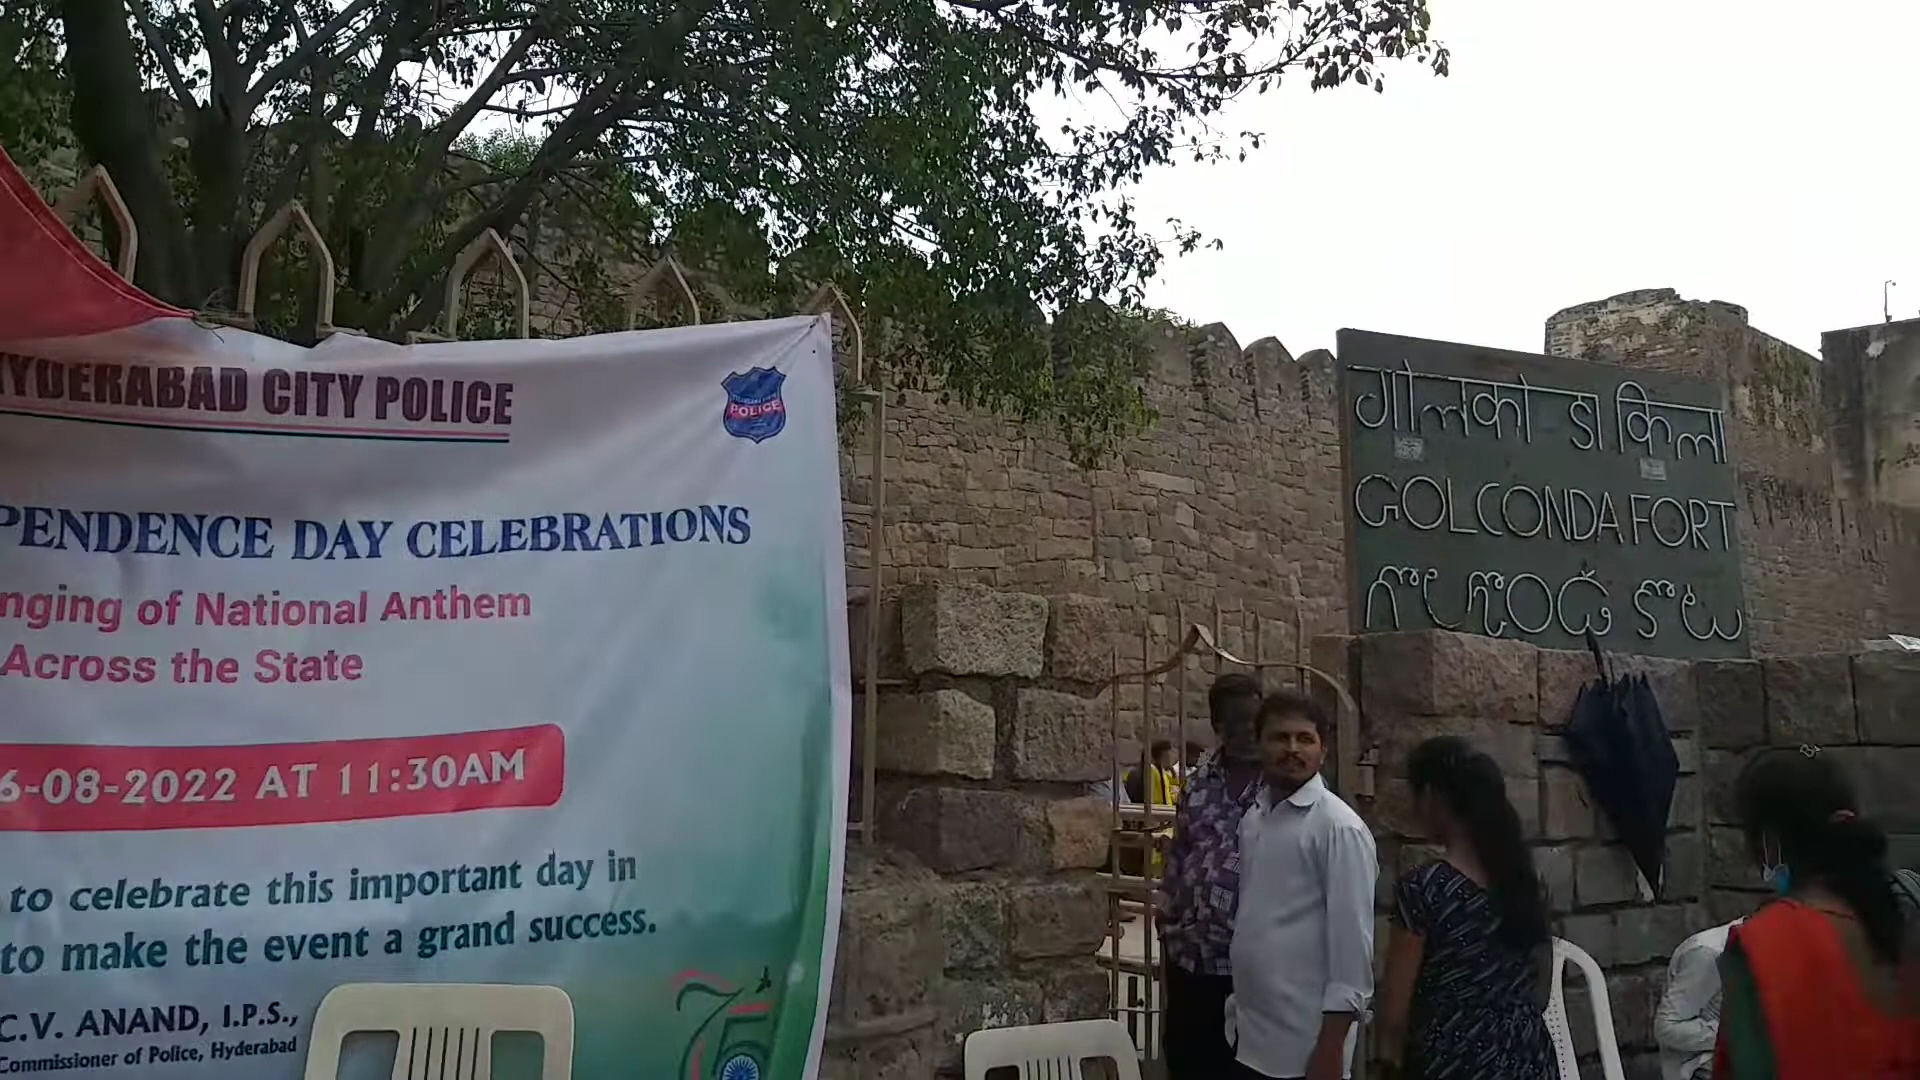 YDERABAD CITY POLICE
POLICE
PENDENCE DAY CELEBRATIONS
nging of National Anthem
Across the State
6-08-2022 AT 11:30AM
to celebrate this important day in
to make the event a grand success.
C.V. ANAND, I.P.S.,
Commissioner of Police, Hyderabad
75
गोलकोंडा किला
GOLCONDA FORT
గోల్కొండ కోట